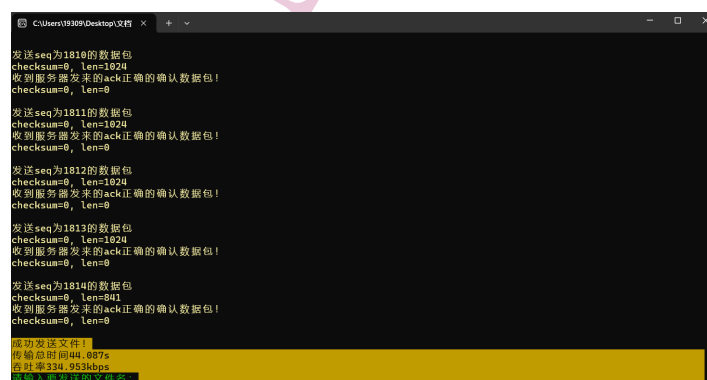 C:\Users\19309\Desktop\文档
发送seq为1810的数据包
checksum=0, len=1024
收到服务器发来的ack正确的确认数据包!
checksum=0, len=0
发送seq为1811的数据包
checksum=0, len=1024
收到服务器发来的ack正确的确认数据包!
checksum=0, len=0
发送seq为1812的数据包
checksum=0, len=1024
收到服务器发来的ack正确的确认数据包!
checksum=0, len=0
发送seq为1813的数据包
checksum=0, len=1024
收到服务器发来的ack正确的确认数据包!
checksum=0, len=0
发送seq为1814的数据包
checksum=0, len=841
收到服务器发来的ack正确的确认数据包!
checksum=0, len=0
成功发送文件!
传输总时间44.087s
吞吐率334.953kbps
请输入要发送的文件名: